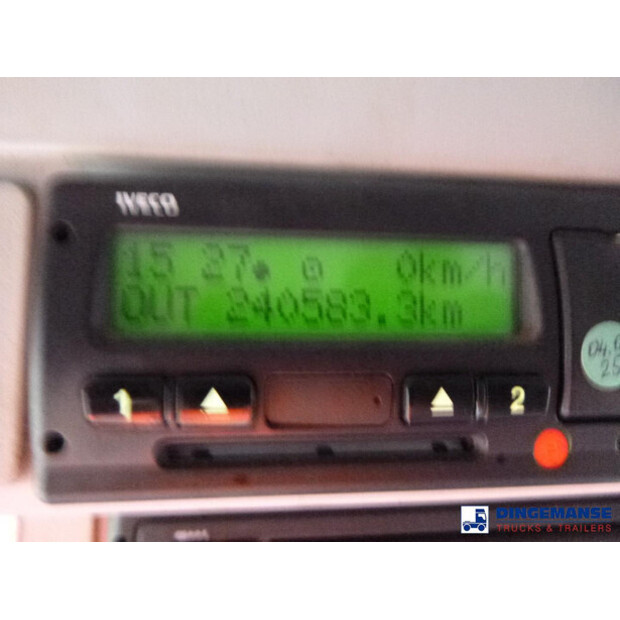 IVECO
15 27 0km/h
OUT 240583.3km
1
2
DINGEMANSE
TRUCKS & TRAILERS